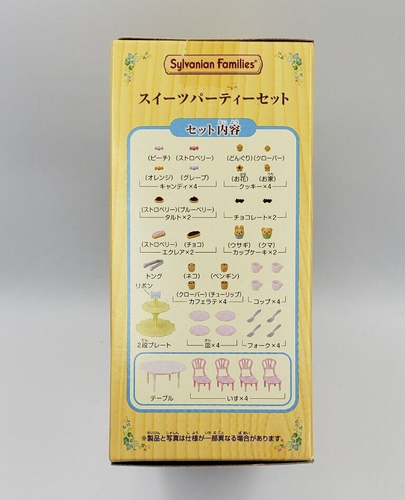 Sylvanian Families®
スイーツパーティーセット
セット内容
(ピーチ) (ストロベリー) (どんぐり) (クローバー)
(オレンジ) (グレープ) (お花) (お家)
キャンディ×4 クッキー×4
(ストロベリー) (ブルーベリー)
タルト×2 チョコレート×2
(ストロベリー) (チョコ) (ウサギ) (クマ)
エクレア×2 カップケーキ×2
トング (ネコ) (ペンギン)
リボン (クローバー) (チューリップ)
カフェラテ×4 コップ×4
2段プレート 皿×4 フォーク×4
テーブル いす×4
※製品と写真は仕様が一部異なる場合があります。